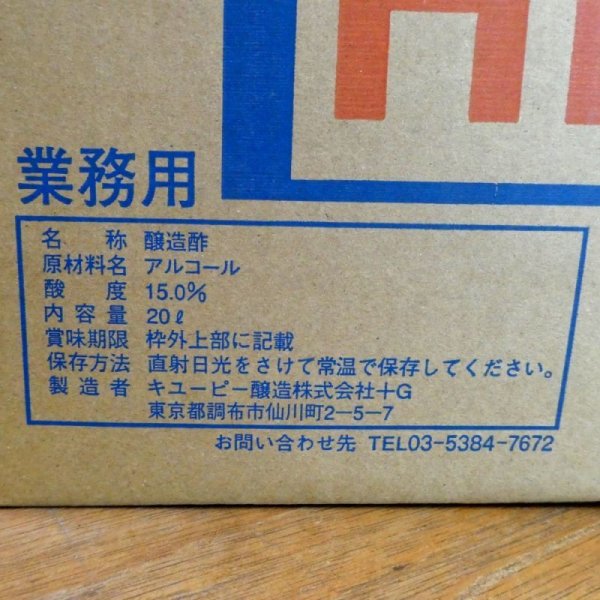 HI
業務用
名称 醸造酢
原材料名 アルコール
酸度 15.0%
内容量 20ℓ
賞味期限 枠外上部に記載
保存方法 直射日光をさけて常温で保存してください。
製造者 キユーピー醸造株式会社+G
東京都調布市仙川町2-5-7
お問い合わせ先 TEL03-5384-7672